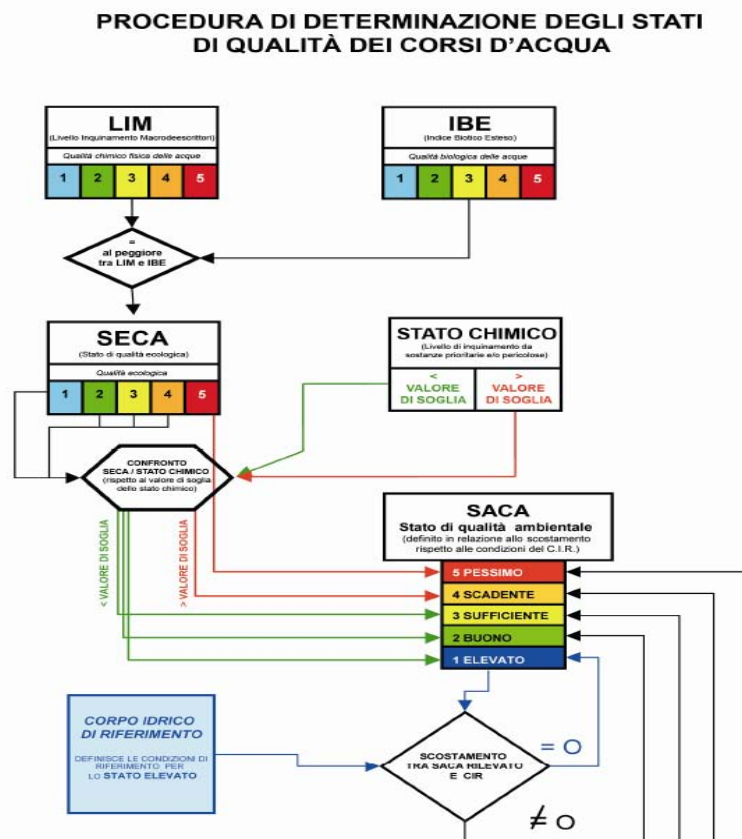 PROCEDURA DI DETERMINAZIONE DEGLI STATI
DI QUALITÀ DEI CORSI D'ACQUA
LIM
(Livello Inquinamento Macrodeescrittori)
Qualità chimico fisica delle acque
1 2 3 4 5
IBE
(Indice Biotico Esteso)
Qualità biologica delle acque
1 2 3 4 5
=
al peggiore
tra LIM e IBE
SECA
(Stato di qualità ecologica)
Qualità ecologica
1 2 3 4 5
STATO CHIMICO
(Livello di inquinamento da
sostanze prioritarie e/o pericolose)
<
VALORE
DI SOGLIA
>
VALORE
DI SOGLIA
CONFRONTO
SECA / STATO CHIMICO
(rispetto al valore di soglia
dello stato chimico)
< VALORE DI SOGLIA
> VALORE DI SOGLIA
SACA
Stato di qualità ambientale
(definito in relazione allo scostamento
rispetto alle condizioni del C.I.R.)
5 PESSIMO
4 SCADENTE
3 SUFFICIENTE
2 BUONO
1 ELEVATO
CORPO IDRICO
DI RIFERIMENTO
DEFINISCE LE CONDIZIONI DI
RIFERIMENTO PER
LO STATO ELEVATO
SCOSTAMENTO
TRA SACA RILEVATO
E CIR
= O
≠ O